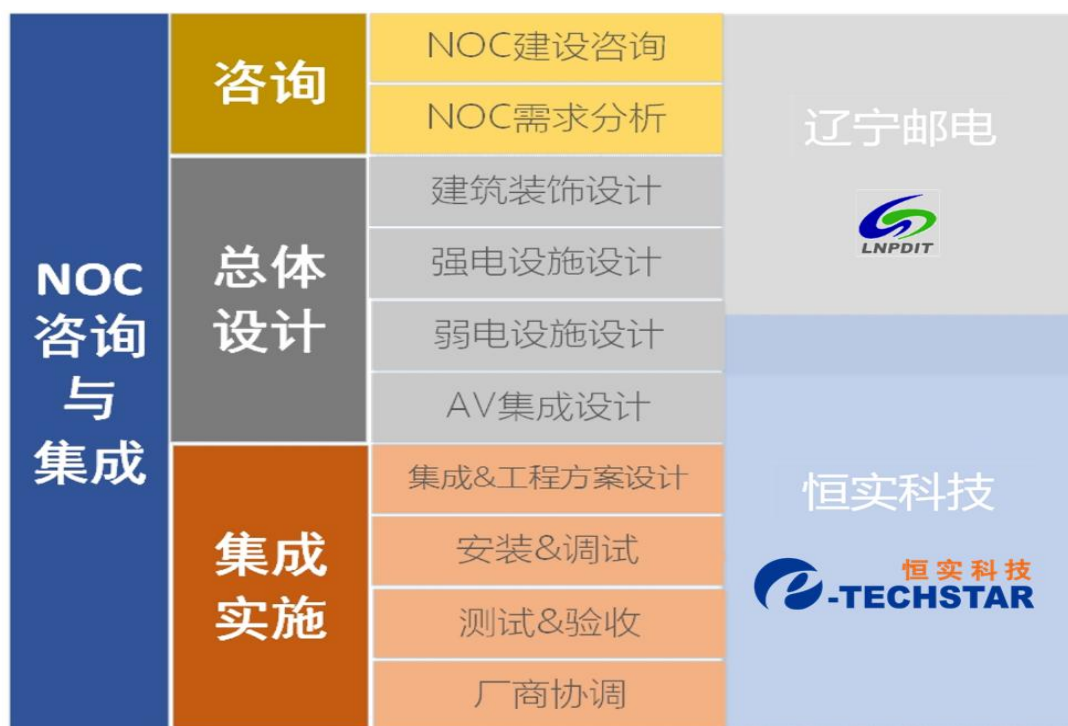 NOC
咨询
与
集成
咨询
NOC建设咨询
NOC需求分析
总体
设计
建筑装饰设计
强电设施设计
弱电设施设计
AV集成设计
集成
实施
集成&工程方案设计
安装&调试
测试&验收
厂商协调
辽宁邮电
LNPDIT
恒实科技
恒实科技
e-TECHSTAR